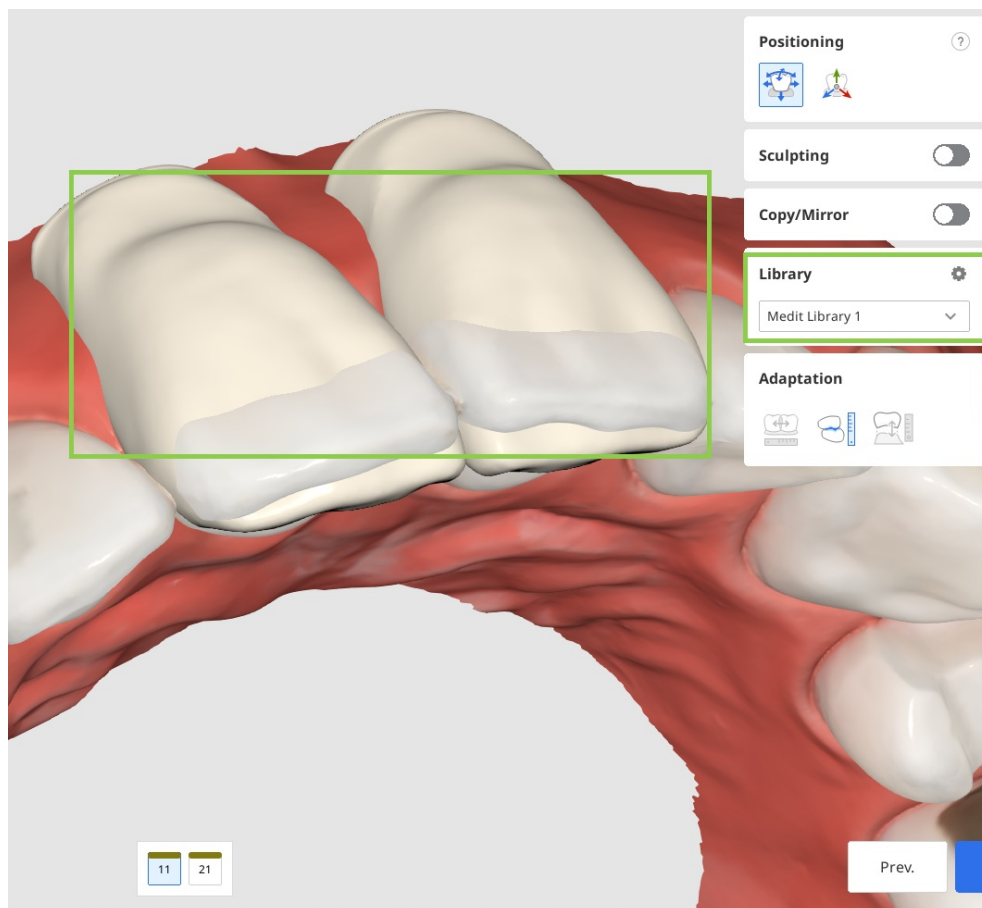 Positioning
?
Sculpting
Copy/Mirror
Library
Medit Library 1
Adaptation
11 21
Prev.